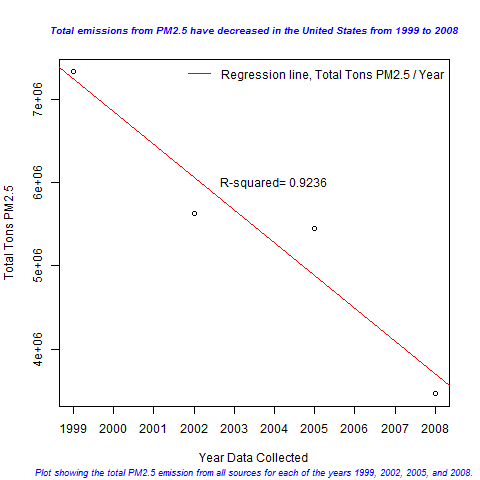 Total emissions from PM2.5 have decreased in the United States from 1999 to 2008
Regression line, Total Tons PM2.5 / Year
R-squared= 0.9236
Total Tons PM2.5
7e+06
6e+06
5e+06
4e+06
1999 2000 2001 2002 2003 2004 2005 2006 2007 2008
Year Data Collected
Plot showing the total PM2.5 emission from all sources for each of the years 1999, 2002, 2005, and 2008.